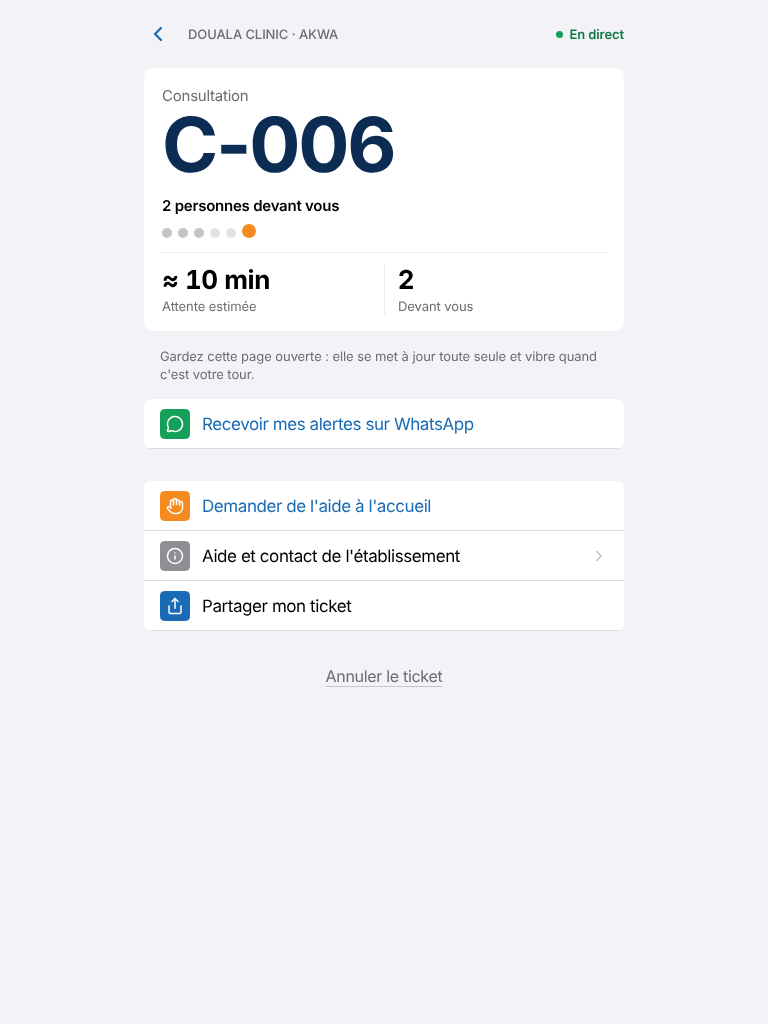 DOUALA CLINIC · AKWA
En direct
Consultation
C-006
2 personnes devant vous
≈ 10 min
Attente estimée
2
Devant vous
Gardez cette page ouverte : elle se met à jour toute seule et vibre quand
c'est votre tour.
Recevoir mes alertes sur WhatsApp
Demander de l'aide à l'accueil
Aide et contact de l'établissement
Partager mon ticket
Annuler le ticket